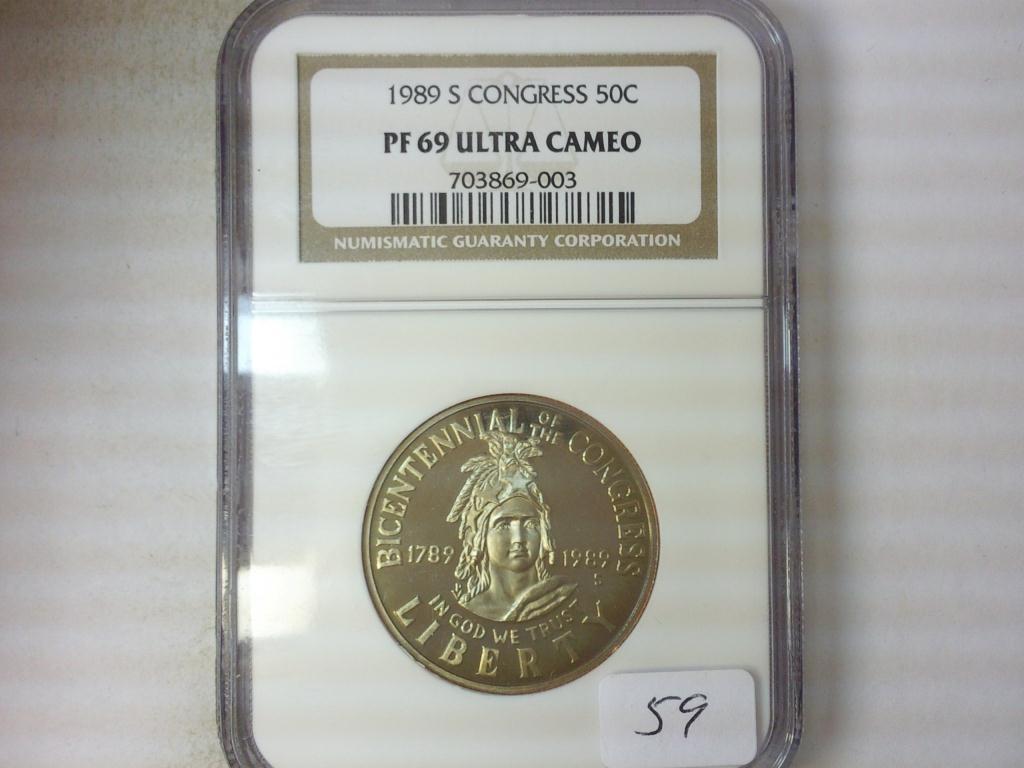 1989 S CONGRESS 50C
PF 69 ULTRA CAMEO
703869-003
NUMISMATIC GUARANTY CORPORATION
BICENTENNIAL OF THE CONGRESS
1789 1989
S
IN GOD WE TRUST
LIBERTY
59